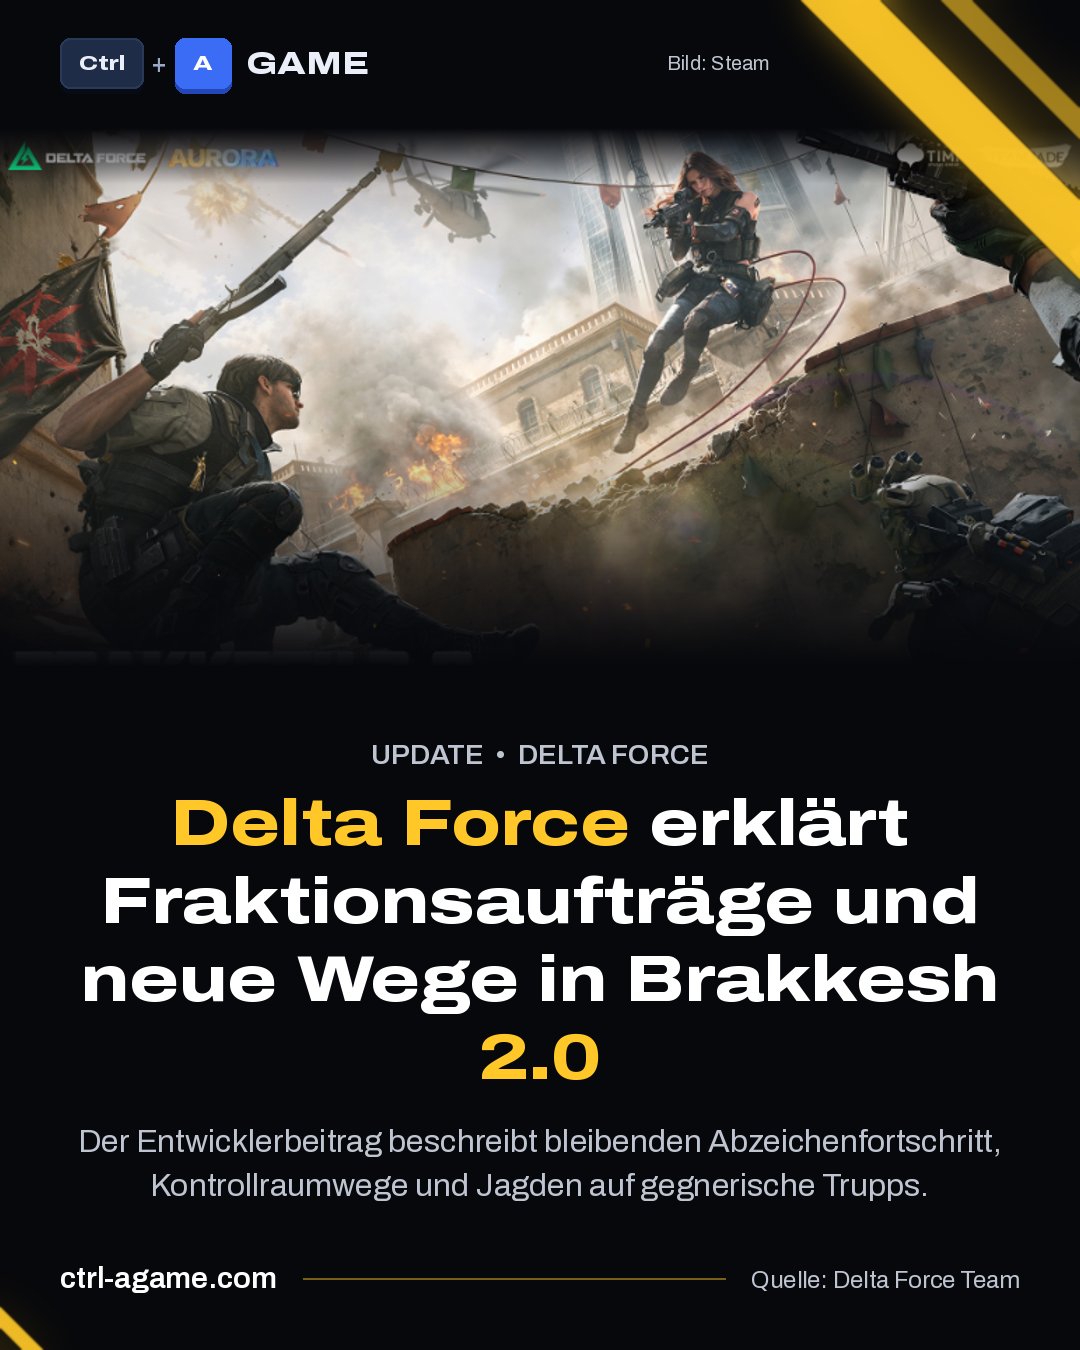 Ctrl + A GAME
Bild: Steam
DELTA FORCE
AURORA
UPDATE • DELTA FORCE
Delta Force erklärt
Fraktionsaufträge und
neue Wege in Brakkesh
2.0
Der Entwicklerbeitrag beschreibt bleibenden Abzeichenfortschritt,
Kontrollraumwege und Jagden auf gegnerische Trupps.
ctrl-agame.com
Quelle: Delta Force Team